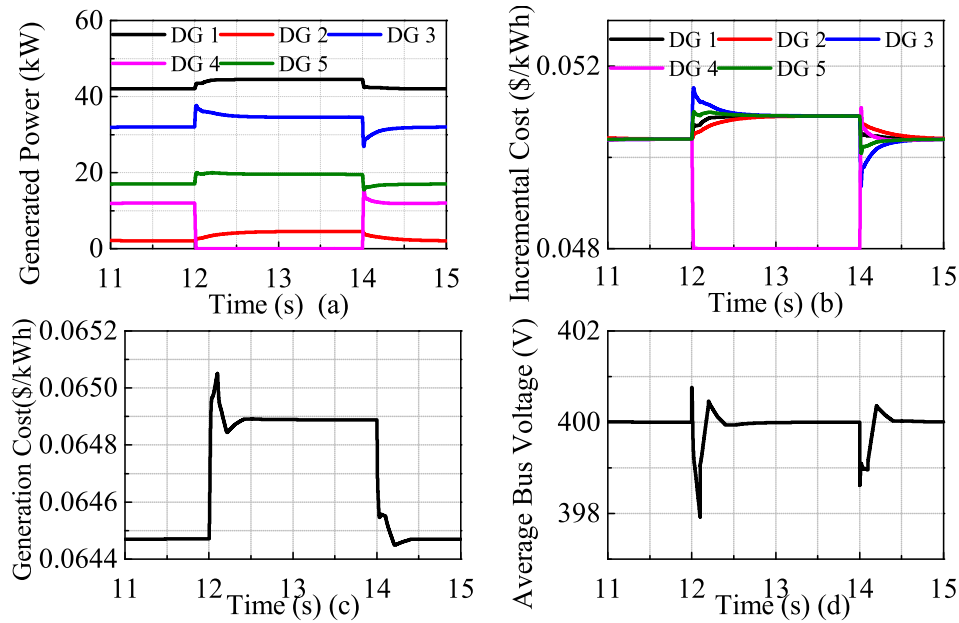 Generated Power (kW)
60
40
20
0
DG 1
DG 2
DG 3
DG 4
DG 5
11 12 13 14 15
Time (s) (a)
Incremental Cost ($/kWh)
0.052
0.048
DG 1
DG 2
DG 3
DG 4
DG 5
11 12 13 14 15
Time (s) (b)
Generation Cost($/kWh)
0.0652
0.0650
0.0648
0.0646
0.0644
11 12 13 14 15
Time (s) (c)
Average Bus Voltage (V)
402
400
398
11 12 13 14 15
Time (s) (d)